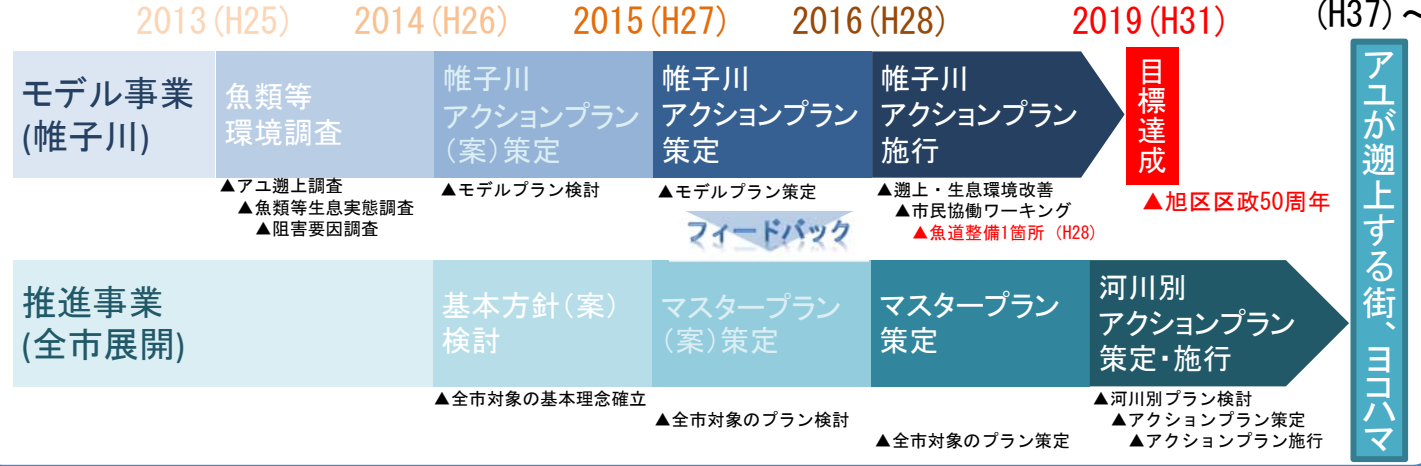 2013(H25)
2014(H26)
2015(H27)
2016(H28)
2019(H31)
(H37)～
モデル事業
(帷子川)
魚類等
環境調査
帷子川
アクションプラン
(案)策定
帷子川
アクションプラン
策定
帷子川
アクションプラン
施行
目標達成
▲アユ遡上調査
▲魚類等生息実態調査
▲阻害要因調査
▲モデルプラン検討
▲モデルプラン策定
▲遡上・生息環境改善
▲市民協働ワーキング
▲魚道整備1箇所 (H28)
▲旭区区政50周年
フィードバック
推進事業
(全市展開)
基本方針(案)
検討
マスタープラン
(案)策定
マスタープラン
策定
河川別
アクションプラン
策定・施行
▲全市対象の基本理念確立
▲全市対象のプラン検討
▲全市対象のプラン策定
▲河川別プラン検討
▲アクションプラン策定
▲アクションプラン施行
アユが遡上する街、ヨコハマ